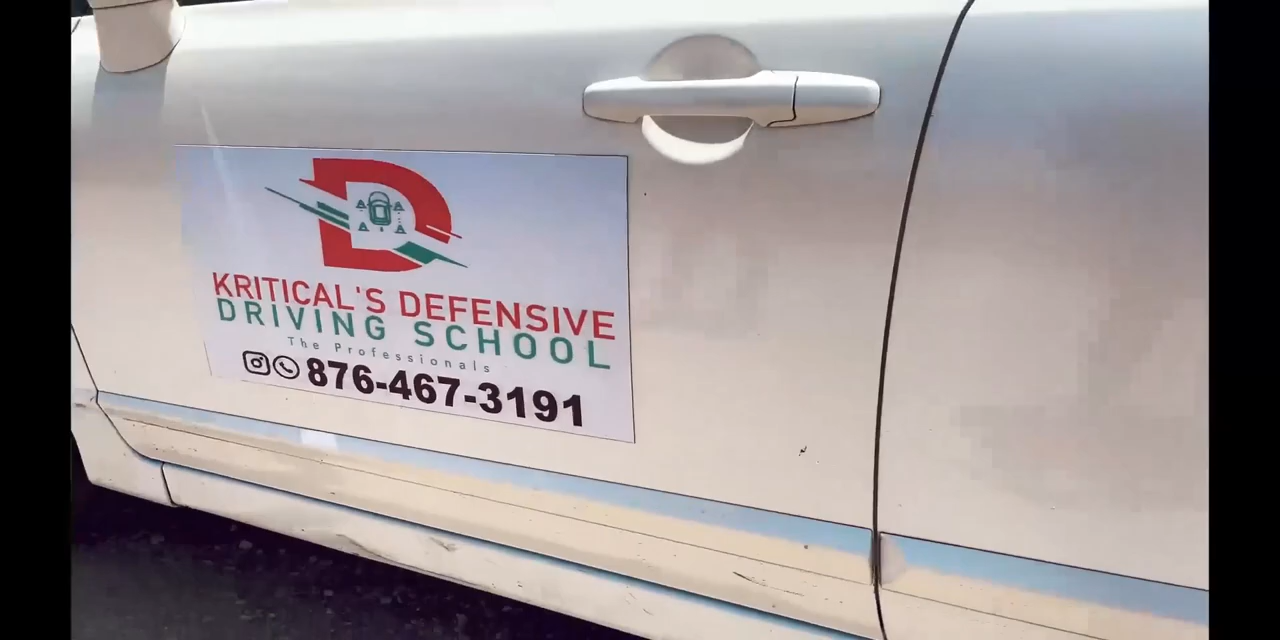 D
KRITICAL'S DEFENSIVE
DRIVING SCHOOL
The Professionals
876-467-3191